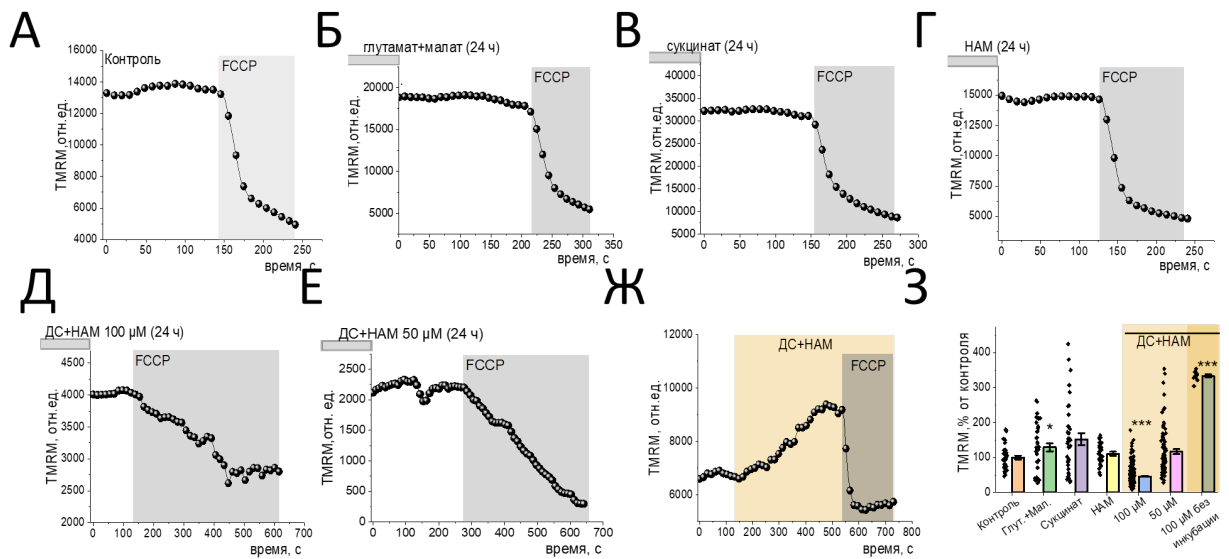 А
Контроль
FCCP
TMRM,отн.ед.
14000
12000
10000
8000
6000
4000
0 50 100 150 200 250
время, с
Б
глутамат+малат (24 ч)
FCCP
TMRM,отн.ед.
20000
15000
10000
5000
0 50 100 150 200 250 300 350
время, с
В
сукцинат (24 ч)
FCCP
TMRM,отн.ед.
40000
35000
30000
25000
20000
15000
10000
5000
0 50 100 150 200 250 300
время, с
Г
НАМ (24 ч)
FCCP
TMRM,отн.ед.
15000
10000
5000
0 50 100 150 200 250
время, с
Д
ДС+НАМ 100 µM (24 ч)
FCCP
TMRM, отн.ед.
4500
4000
3500
3000
2500
2000
0 100 200 300 400 500 600 700
время, с
Е
ДС+НАМ 50 µM (24 ч)
FCCP
TMRM, отн. ед.
2500
2000
1500
1000
500
0
0 100 200 300 400 500 600 700
время, с
Ж
ДС+НАМ
FCCP
TMRM, отн.ед.
12000
10000
8000
6000
0 100 200 300 400 500 600 700 800
время, с
З
ДС+НАМ
TMRM,% от контроля
500
400
300
200
100
0
*
***
***
Контроль
Глут.+Мал.
Сукцинат
НАМ
100 µM
50 µM
100 µM без
инкубации